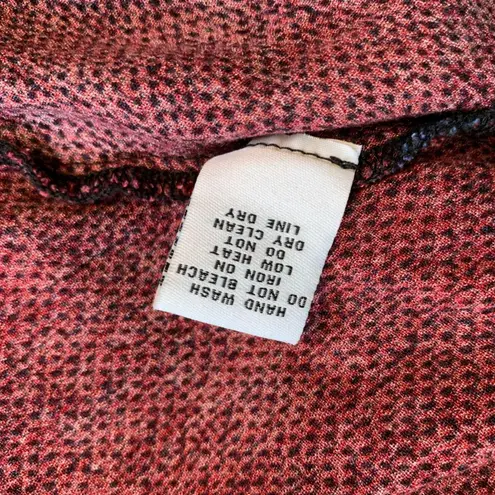 HAND WASH
DO NOT BLEACH
IRON ON
LOW HEAT
DO NOT
DRY CLEAN
LINE DRY